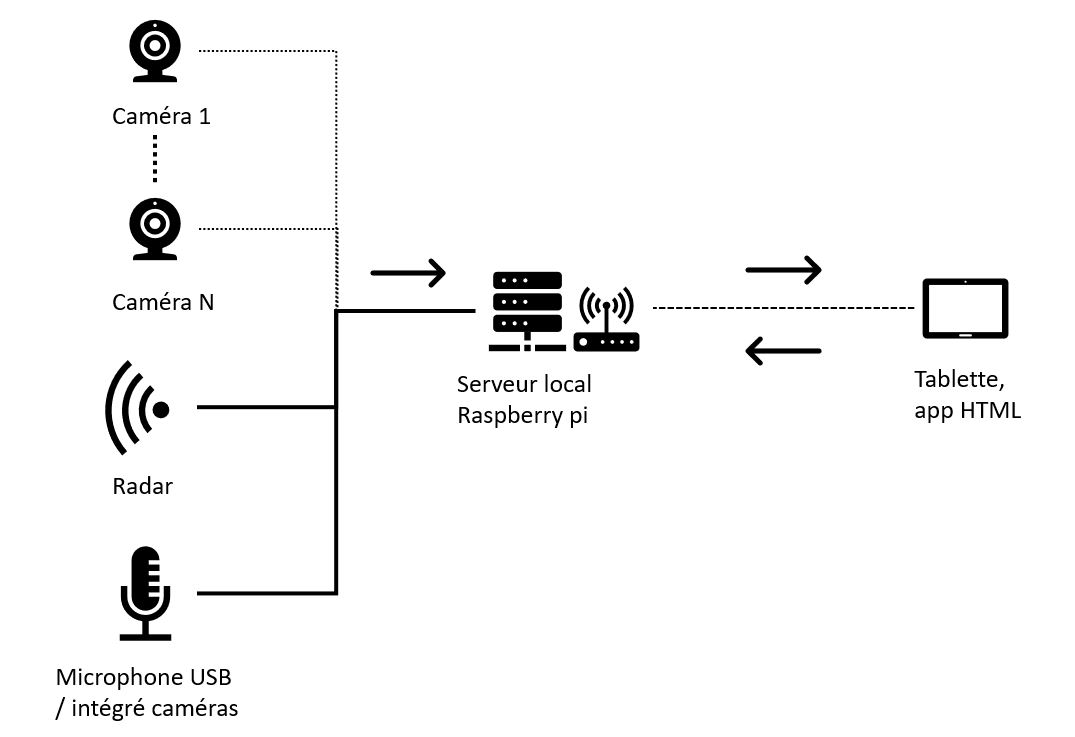 Caméra 1
Caméra N
Serveur local
Raspberry pi
Tablette,
app HTML
Radar
Microphone USB
/ intégré caméras